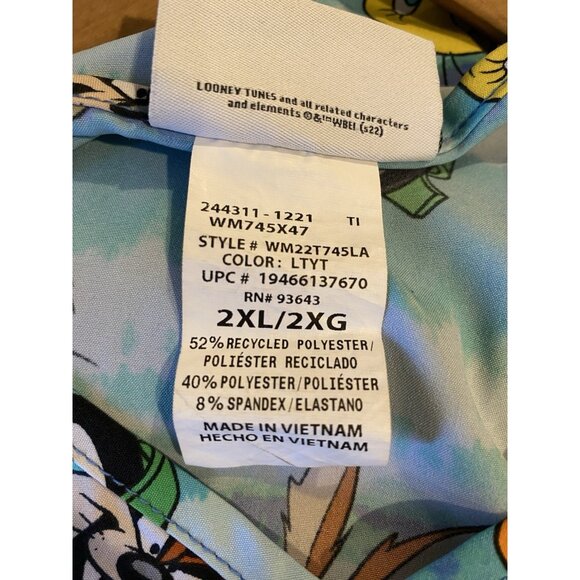 LOONEY TUNES and all related characters
and elements ©&™WBEI (s22)
244311 - 1221 TI
WM745X47
STYLE # WM22T745LA
COLOR: LTYT
UPC # 19466137670
RN# 93643
2XL/2XG
52% RECYCLED POLYESTER/
POLIÉSTER RECICLADO
40% POLYESTER/POLIÉSTER
8% SPANDEX/ELASTANO
MADE IN VIETNAM
HECHO EN VIETNAM